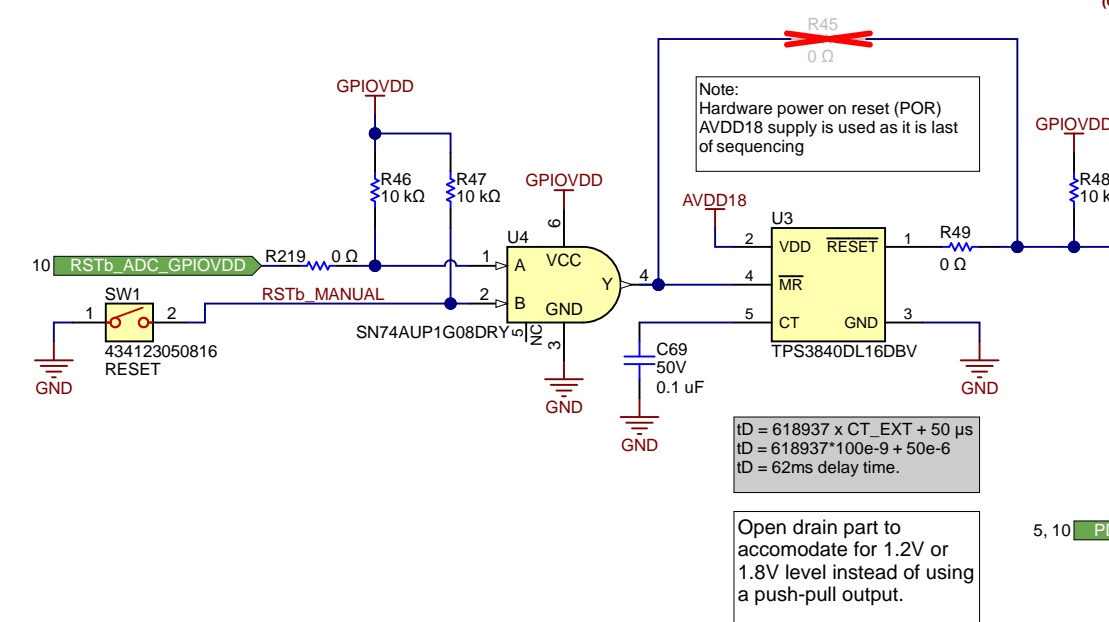 R45
0 Ω
Note:
Hardware power on reset (POR)
AVDD18 supply is used as it is last
of sequencing
GPIOVDD
GPIOVDD
R46
10 kΩ
R47
10 kΩ
GPIOVDD
R48
AVDD18
U3
2
VDD
RESET
1
R49
0 Ω
4
MR
5
CT
GND
3
TPS3840DL16DBV
GND
6
U4
VCC
1
A
Y
4
2
B
GND
SN74AUP1G08DRY
5
NC
3
GND
10
RSTb_ADC_GPIOVDD
R219
0 Ω
RSTb_MANUAL
SW1
1
2
434123050816
RESET
GND
C69
50V
0.1 uF
GND
tD = 618937 x CT_EXT + 50 µs
tD = 618937*100e-9 + 50e-6
tD = 62ms delay time.
Open drain part to
accomodate for 1.2V or
1.8V level instead of using
a push-pull output.
5, 10